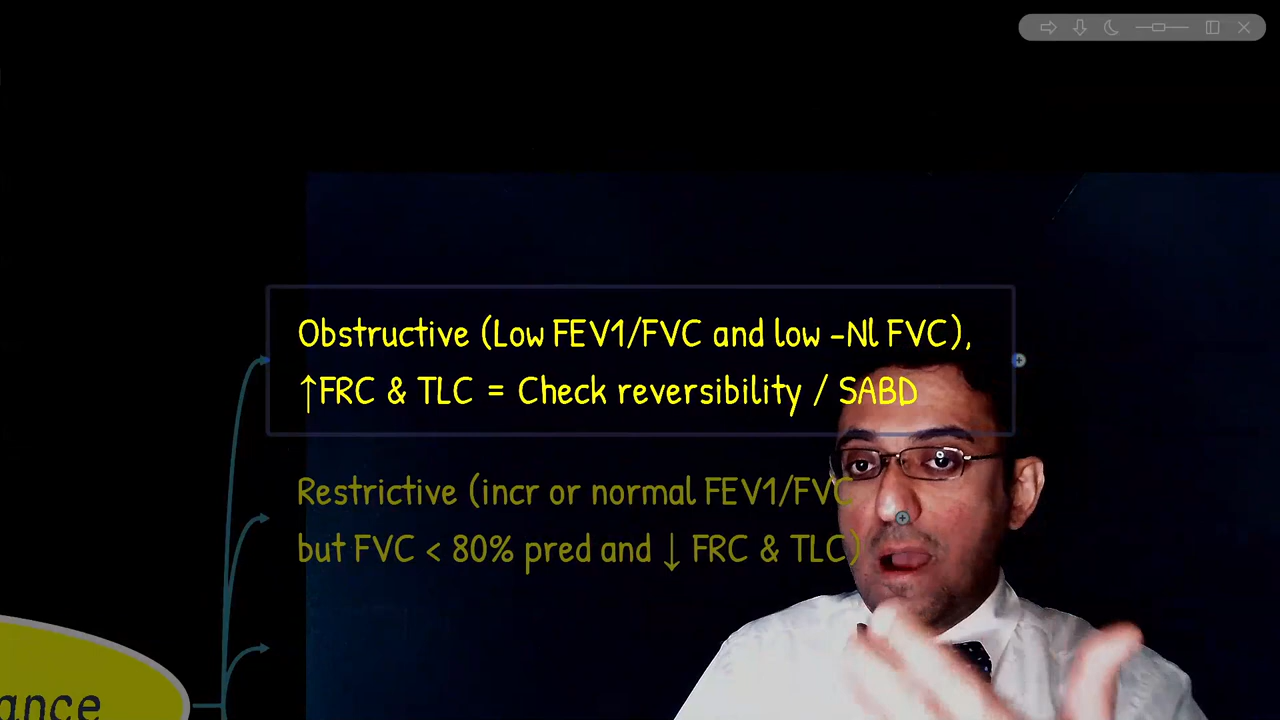 Obstructive (Low FEV1/FVC and low -Nl FVC),
↑FRC & TLC = Check reversibility / SABD
Restrictive (incr or normal FEV1/FVC
but FVC < 80% pred and ↓ FRC & TLC)
ance